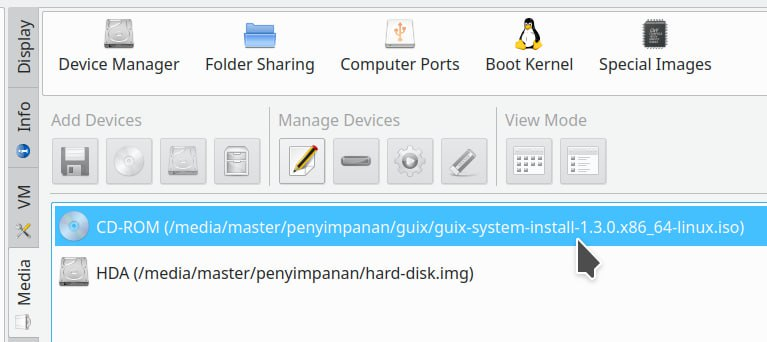 Display
Info
VM
Media
Device Manager
Folder Sharing
Computer Ports
Boot Kernel
Special Images
Add Devices
Manage Devices
View Mode
CD-ROM (/media/master/penyimpanan/guix/guix-system-install-1.3.0.x86_64-linux.iso)
HDA (/media/master/penyimpanan/hard-disk.img)